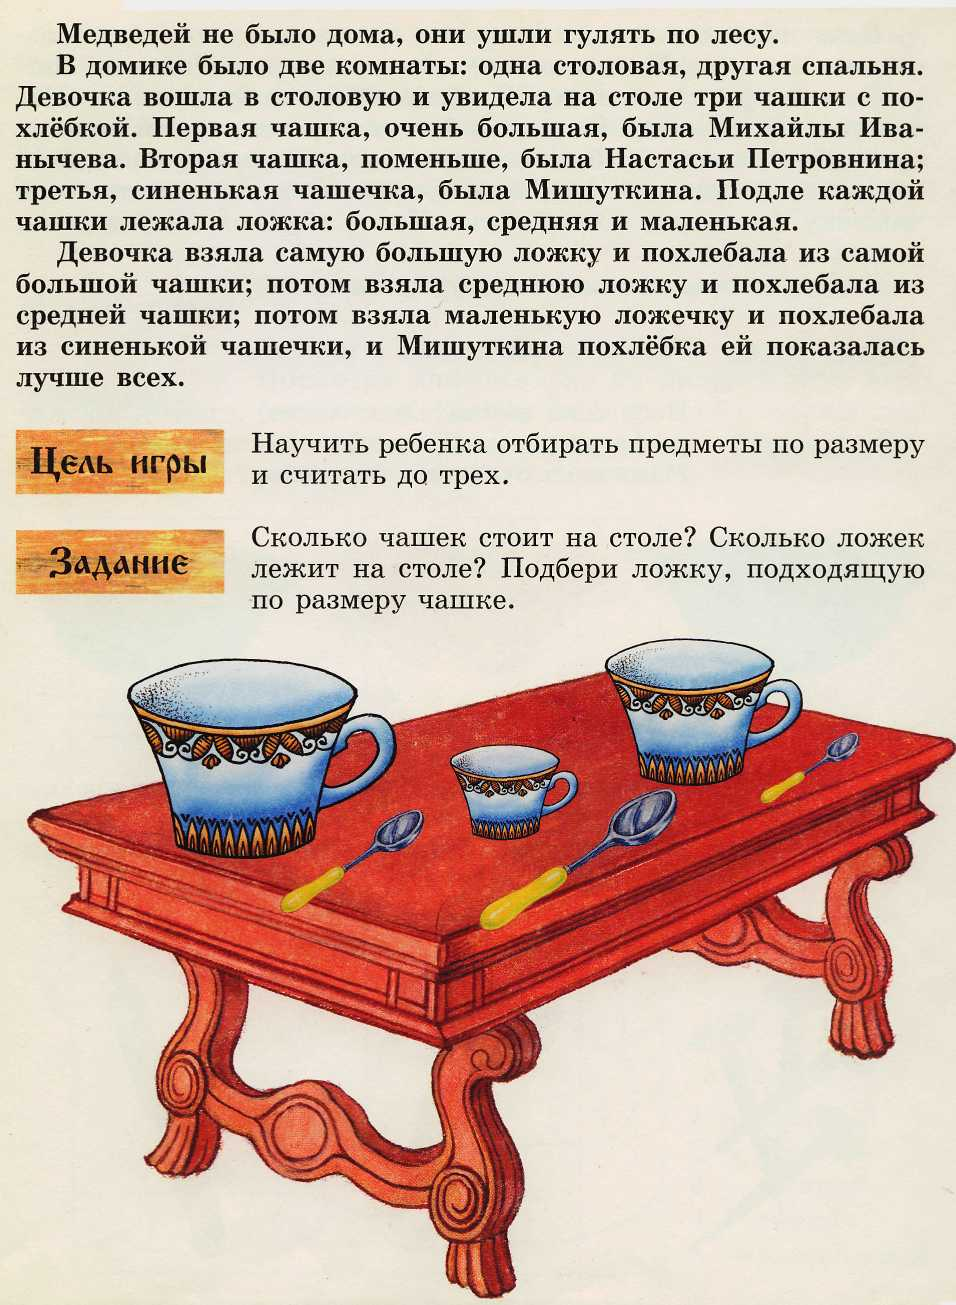 Медведей не было дома, они ушли гулять по лесу.
В домике было две комнаты: одна столовая, другая спальня.
Девочка вошла в столовую и увидела на столе три чашки с по-
хлёбкой. Первая чашка, очень большая, была Михайлы Ива-
нычева. Вторая чашка, поменьше, была Настасьи Петровнина;
третья, синенькая чашечка, была Мишуткина. Подле каждой
чашки лежала ложка: большая, средняя и маленькая.
Девочка взяла самую большую ложку и похлебала из самой
большой чашки; потом взяла среднюю ложку и похлебала из
средней чашки; потом взяла маленькую ложечку и похлебала
из синенькой чашечки, и Мишуткина похлёбка ей показалась
лучше всех.
Цель игры
Научить ребенка отбирать предметы по размеру
и считать до трех.
Задание
Сколько чашек стоит на столе? Сколько ложек
лежит на столе? Подбери ложку, подходящую
по размеру чашке.